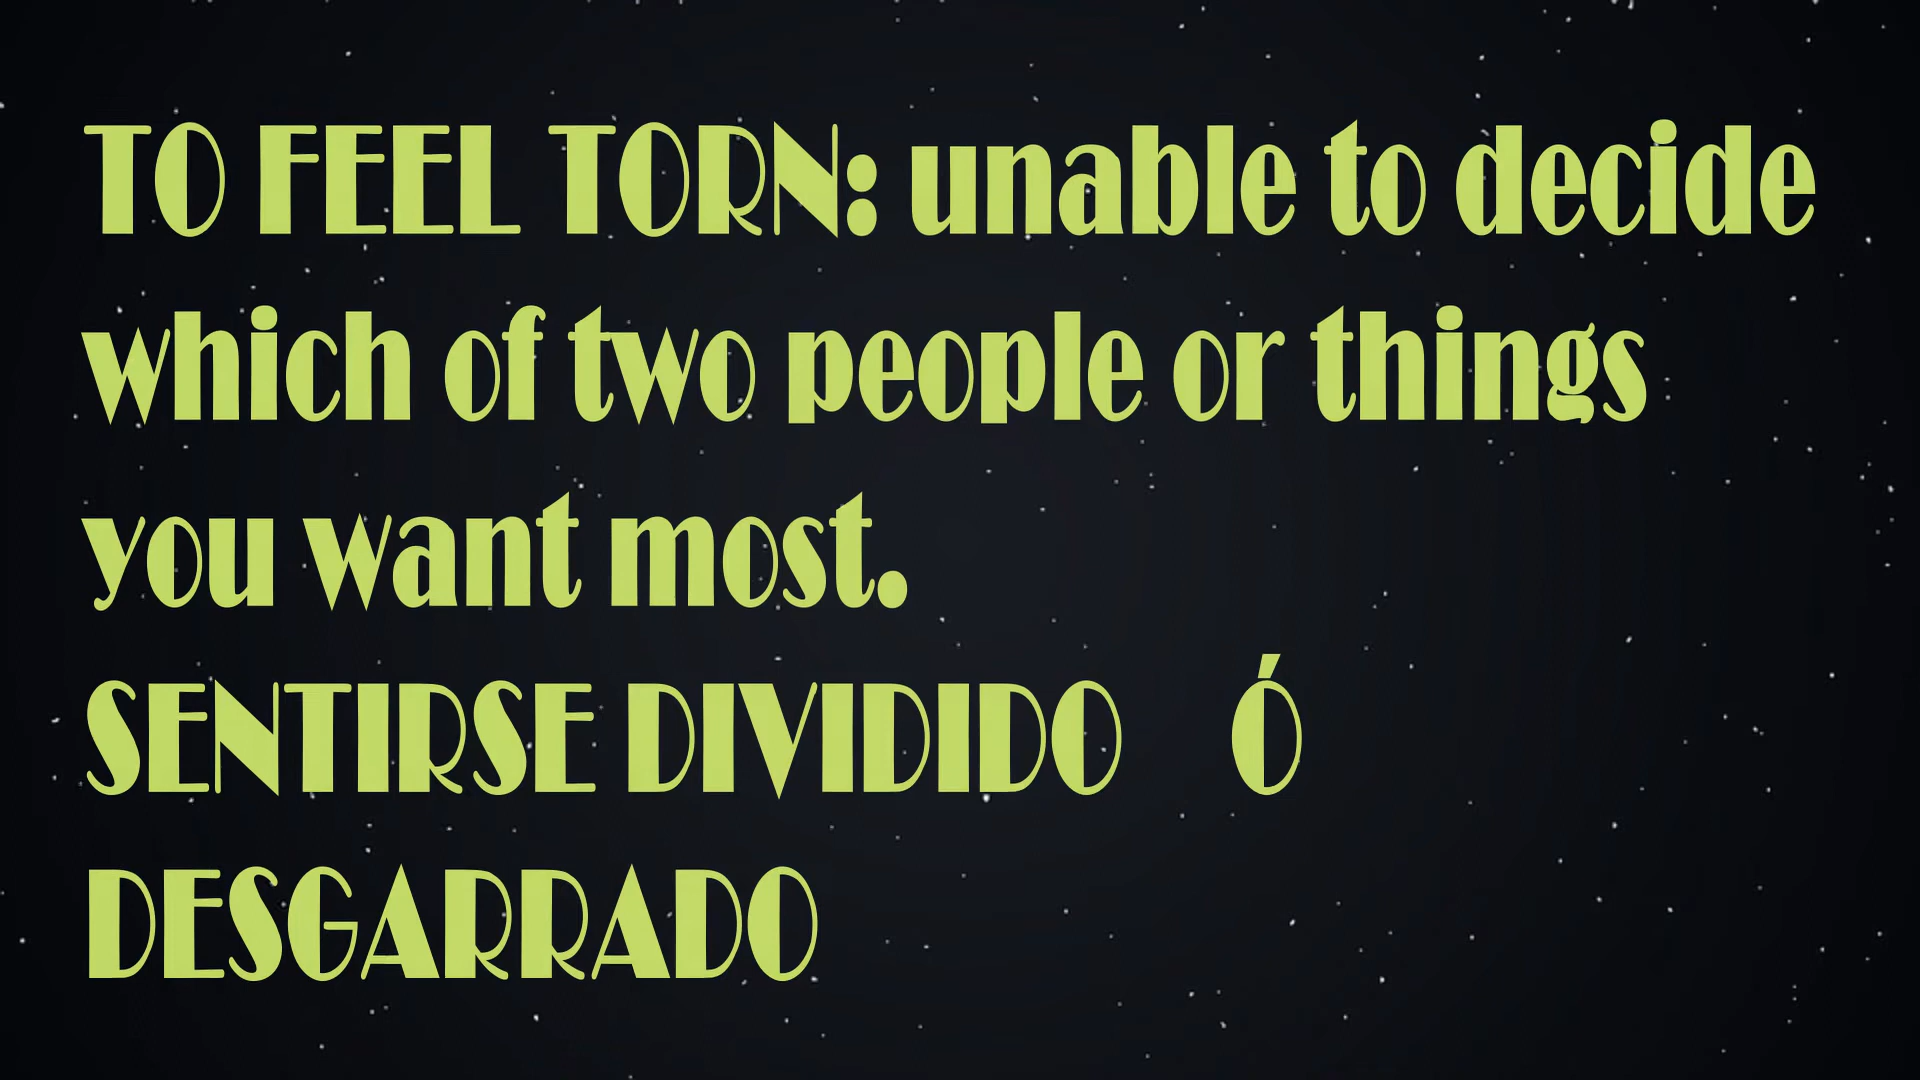 TO FEEL TORN: unable to decide
which of two people or things
you want most.
SENTIRSE DIVIDIDO Ó
DESGARRADO